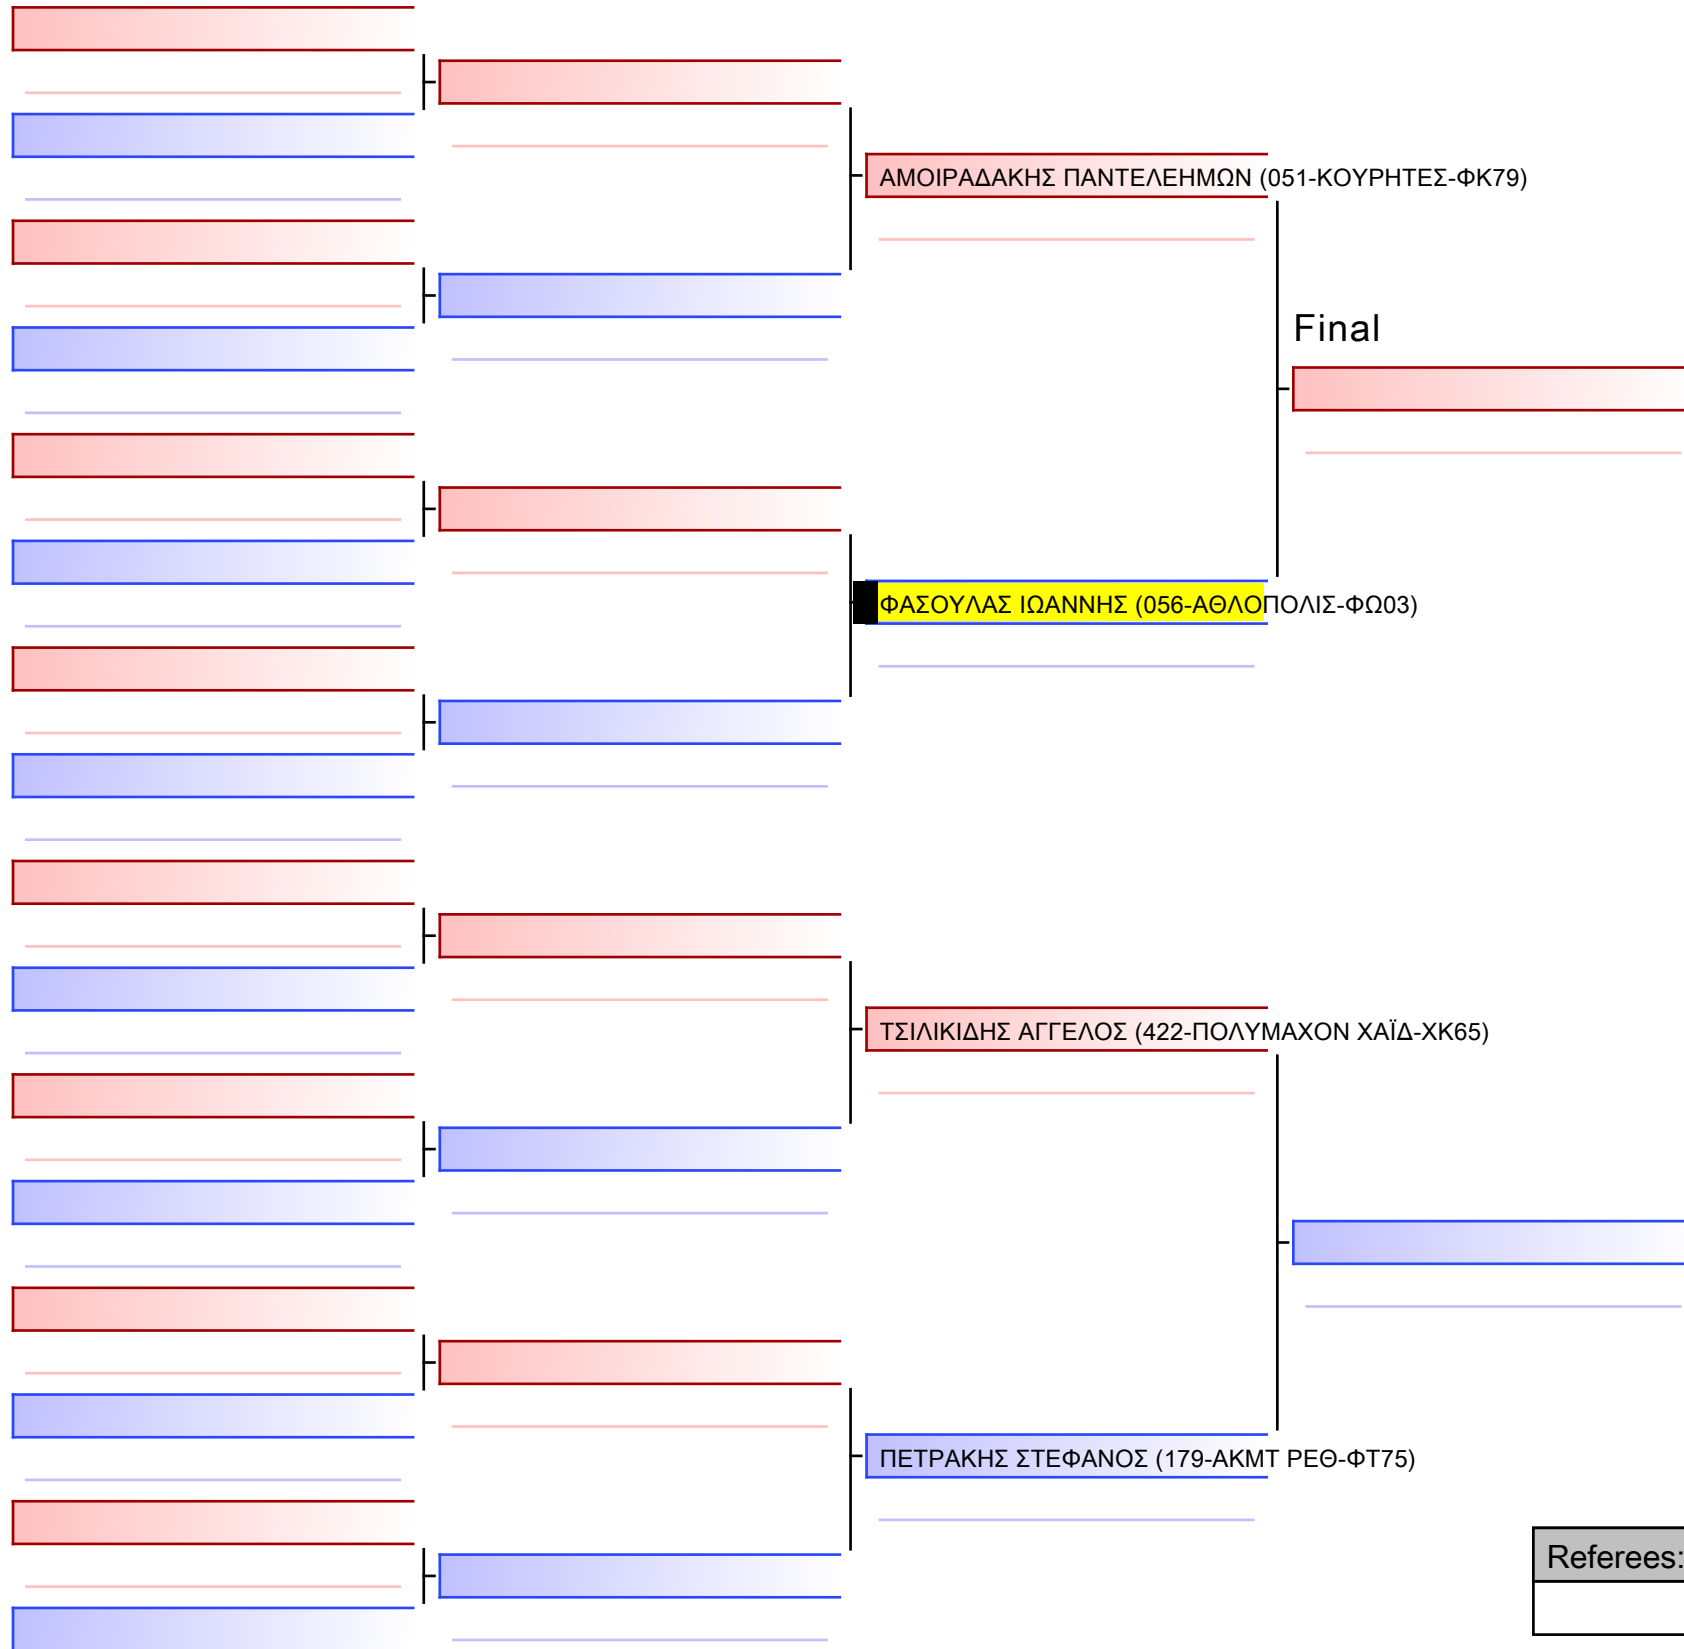 ΑΜΟΙΡΑΔΑΚΗΣ ΠΑΝΤΕΛΕΗΜΩΝ (051-ΚΟΥΡΗΤΕΣ-ΦΚ79)
Final
ΦΑΣΟΥΛΑΣ ΙΩΑΝΝΗΣ (056-ΑΘΛΟΠΟΛΙΣ-ΦΩ03)
ΤΣΙΛΙΚΙΔΗΣ ΑΓΓΕΛΟΣ (422-ΠΟΛΥΜΑΧΟΝ ΧΑΪΔ-ΧΚ65)
ΠΕΤΡΑΚΗΣ ΣΤΕΦΑΝΟΣ (179-ΑΚΜΤ ΡΕΘ-ΦΤ75)
Referees: